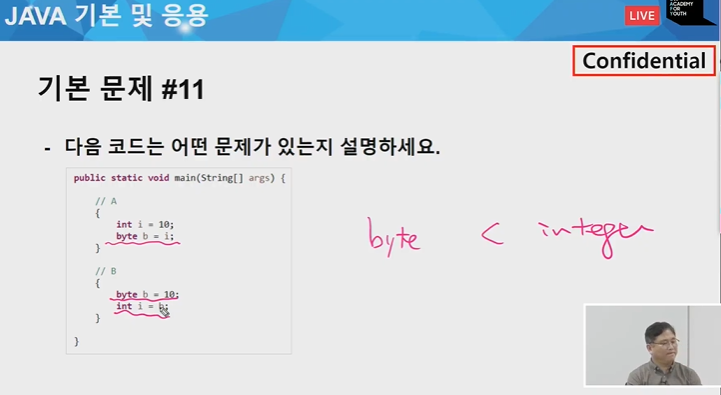 JAVA 기본 및 응용
LIVE
ACADEMY
FOR
YOUTH
Confidential
기본 문제 #11
- 다음 코드는 어떤 문제가 있는지 설명하세요.
public static void main(String[] args) {
// A
{
int i = 10;
byte b = i;
}
// B
{
byte b = 10;
int i = b;
}
}
byte < integer